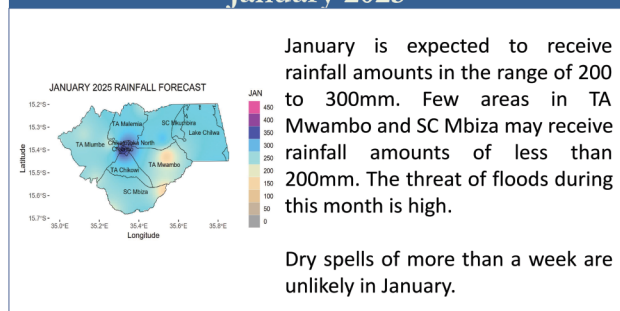 January 2025
January is expected to receive
rainfall amounts in the range of 200
to 300mm. Few areas in TA
Mwambo and SC Mbiza may receive
rainfall amounts of less than
200mm. The threat of floods during
this month is high.
Dry spells of more than a week are
unlikely in January.
JANUARY 2025 RAINFALL FORECAST
JAN
450
400
350
300
250
200
150
100
50
0
Latitude
15.2°S
15.3°S
15.4°S
15.5°S
15.6°S
15.7°S
TA Malemia
SC Mkumbira
Lake Chilwa
TA Mlumbe
TA Mwambo
TA Chikowi
SC Mbiza
35.0°E
35.2°E
35.4°E
35.6°E
35.8°E
Longitude